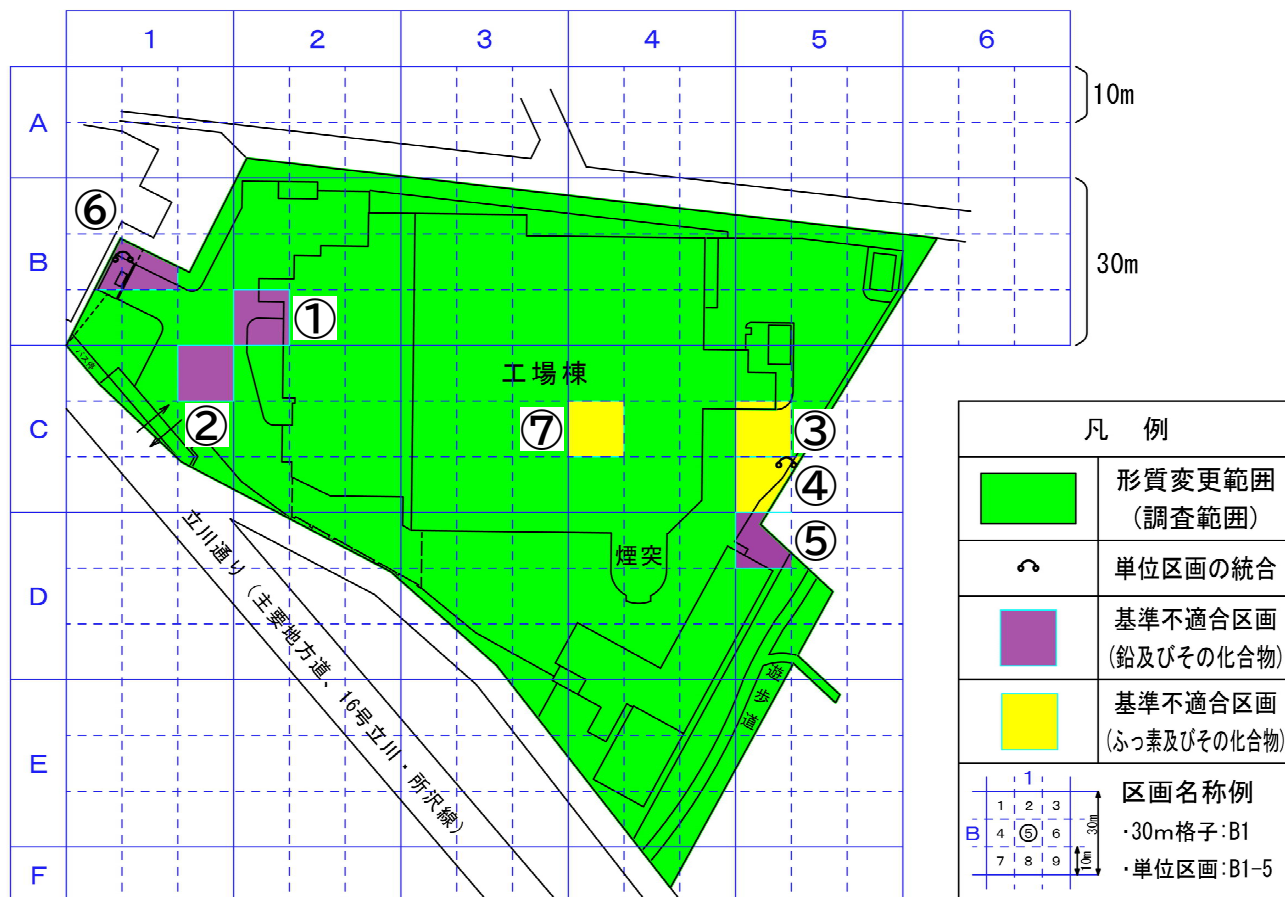 1 2 3 4 5 6
A
10m
⑥
B
30m
①
バス停
工場棟
C
②
⑦
③
④
立川通り(主要地方道、16号立川・所沢線)
煙突
⑤
D
遊歩道
E
F
凡 例
形質変更範囲
(調査範囲)
単位区画の統合
基準不適合区画
(鉛及びその化合物)
基準不適合区画
(ふっ素及びその化合物)
1
1 2 3
B 4 ⑤ 6
7 8 9
30m
10m
区画名称例
・30m格子:B1
・単位区画:B1-5